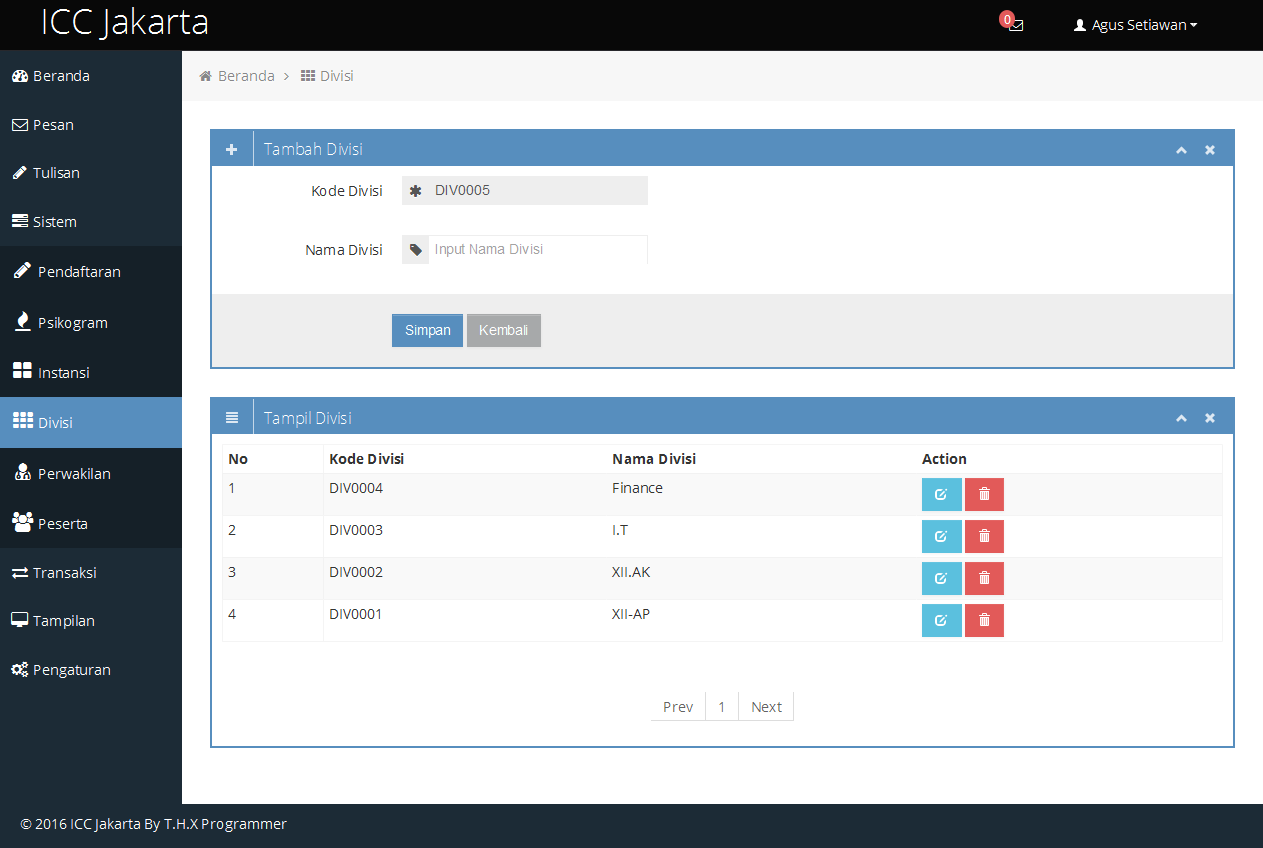 ICC Jakarta
0
Agus Setiawan
Beranda
Pesan
Tulisan
Sistem
Pendaftaran
Psikogram
Instansi
Divisi
Perwakilan
Peserta
Transaksi
Tampilan
Pengaturan
Beranda > Divisi
Tambah Divisi
Kode Divisi DIV0005
Nama Divisi Input Nama Divisi
Simpan Kembali
Tampil Divisi
No Kode Divisi Nama Divisi Action
1 DIV0004 Finance
2 DIV0003 I.T
3 DIV0002 XII.AK
4 DIV0001 XII-AP
Prev 1 Next
© 2016 ICC Jakarta By T.H.X Programmer